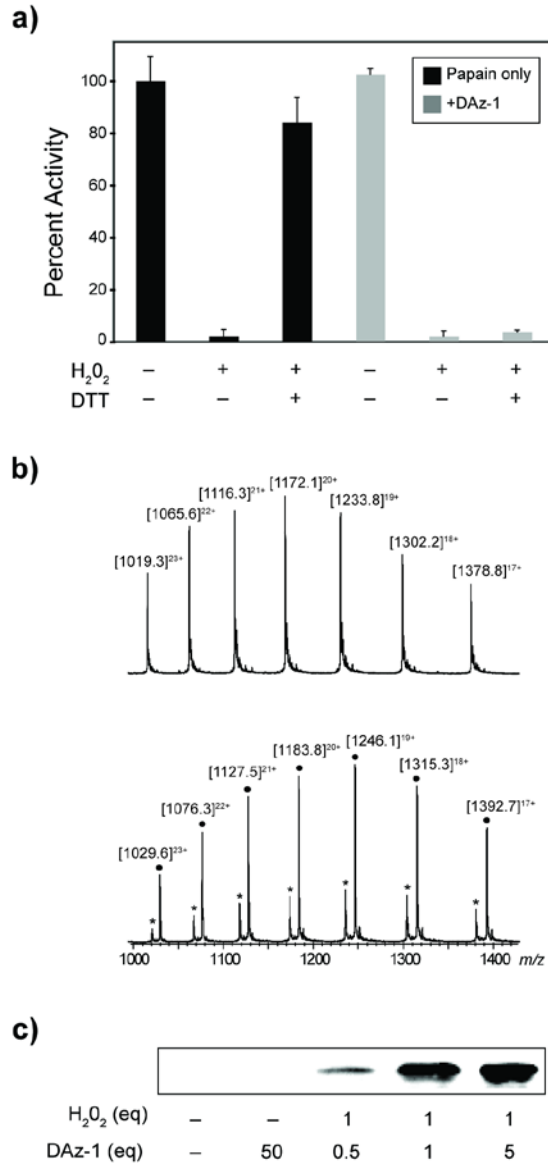 a)
Percent Activity
100
80
60
40
20
0
Papain only
+DAz-1
H₂0₂ – + + – + +
DTT – – + – – +
b)
[1172.1]²⁰⁺
[1116.3]²¹⁺ [1233.8]¹⁹⁺
[1065.6]²²⁺
[1302.2]¹⁸⁺
[1019.3]²³⁺ [1378.8]¹⁷⁺
[1183.8]²⁰⁺ [1246.1]¹⁹⁺
[1127.5]²¹⁺ [1315.3]¹⁸⁺
[1076.3]²²⁺ [1392.7]¹⁷⁺
[1029.6]²³⁺
* * * * * * *
1000 1100 1200 1300 1400 m/z
c)
H₂0₂ (eq) – – 1 1 1
DAz-1 (eq) – 50 0.5 1 5